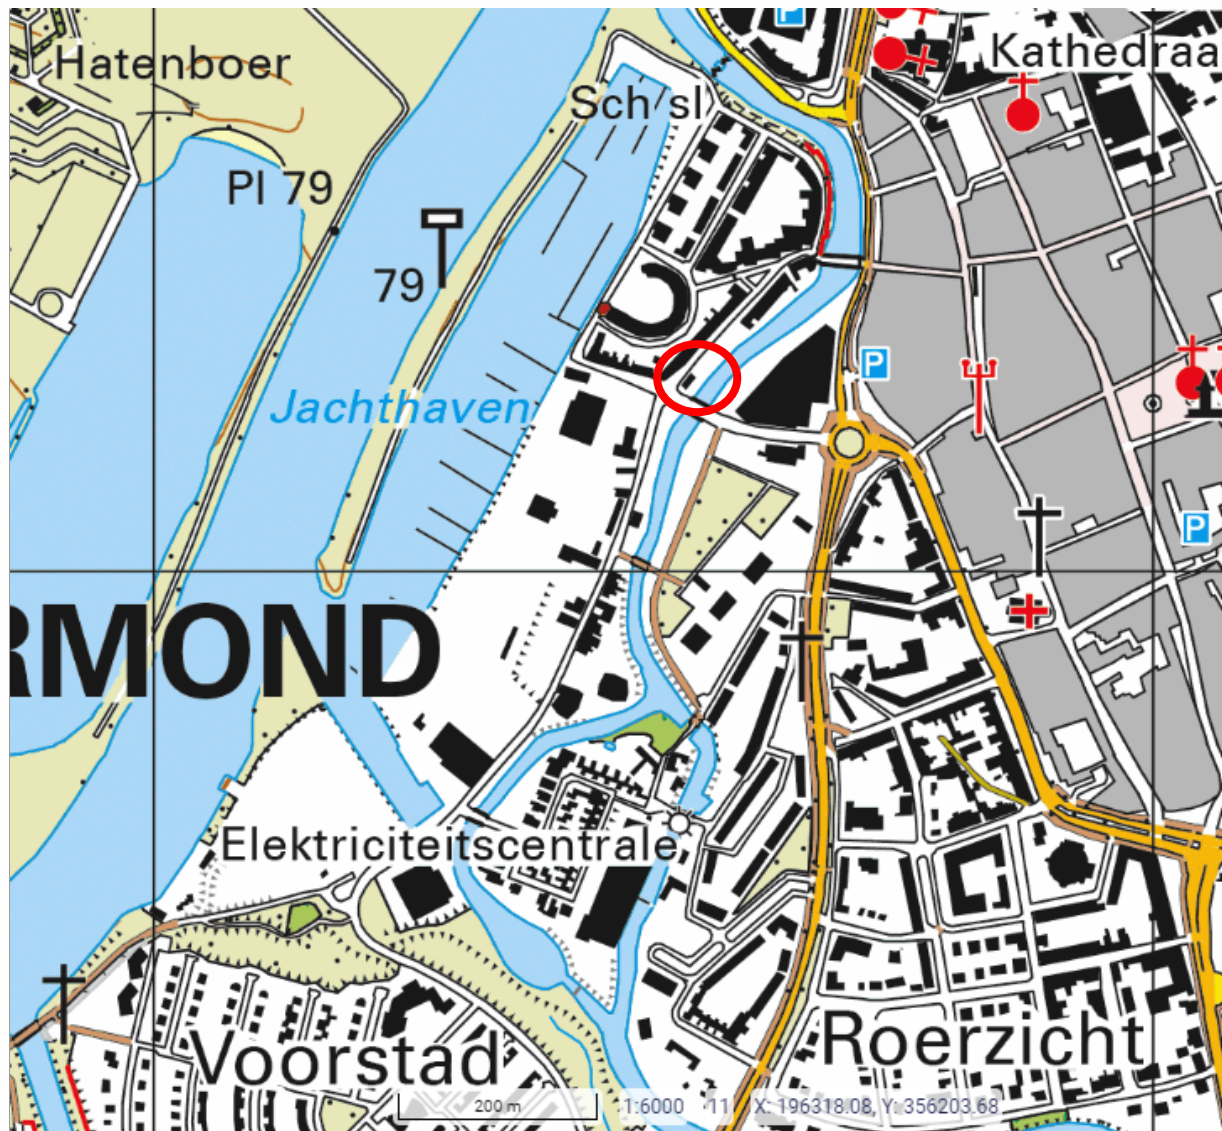 P
Kathedraa
Hatenboer
Sch sl
Pl 79
79
P
Jachthaven
P
RMOND
Elektriciteitscentrale
Roerzicht
Voorstad
200 m 1:6000 11 X: 196318.08, Y: 356203.68